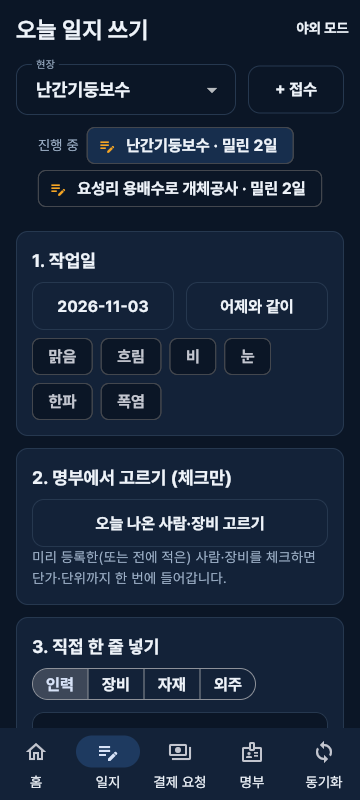 오늘 일지 쓰기
야외 모드
현장
난간기둥보수
+ 접수
진행 중
난간기둥보수 · 밀린 2일
요성리 용배수로 개체공사 · 밀린 2일
1. 작업일
2026-11-03
어제와 같이
맑음
흐림
비
눈
한파
폭염
2. 명부에서 고르기 (체크만)
오늘 나온 사람·장비 고르기
미리 등록한(또는 전에 적은) 사람·장비를 체크하면
단가·단위까지 한 번에 들어갑니다.
3. 직접 한 줄 넣기
인력
장비
자재
외주
홈
일지
결제 요청
명부
동기화